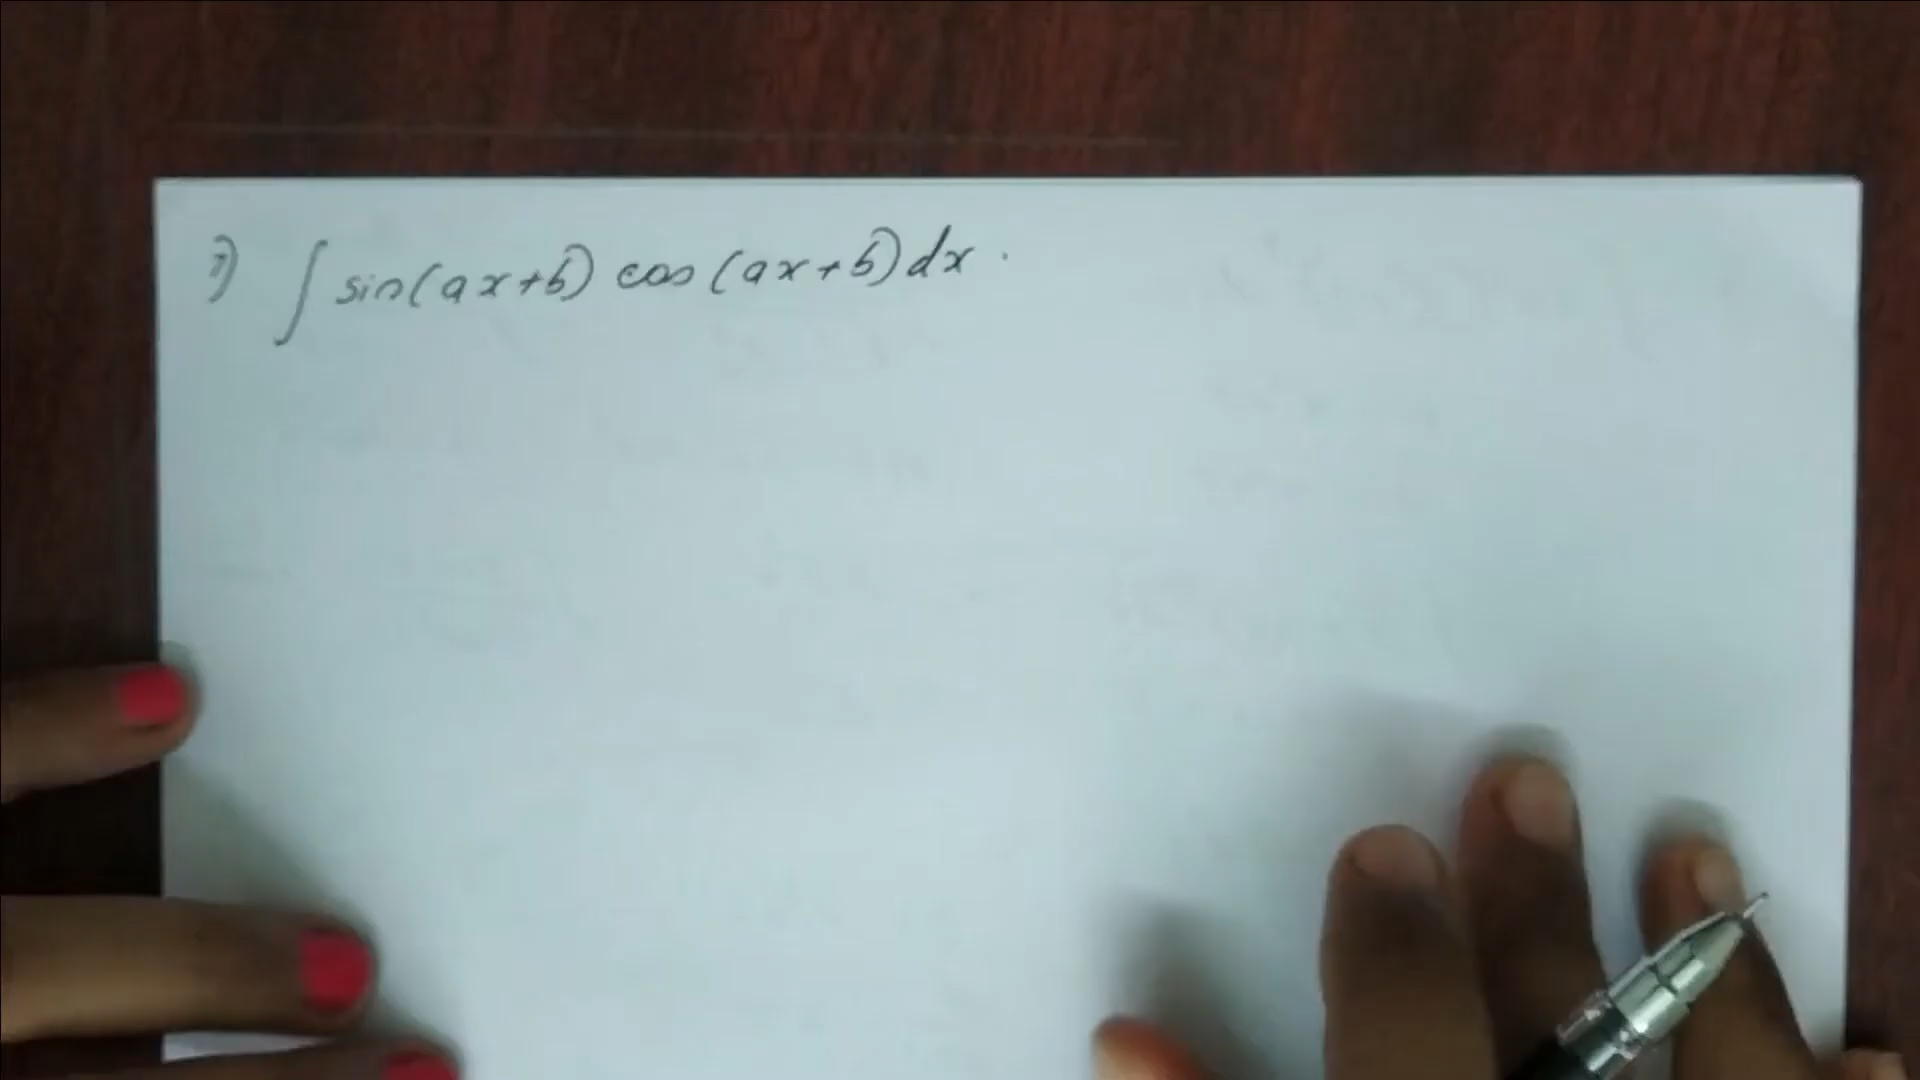 7) ∫ sin(ax+b) cos(ax+b)dx.